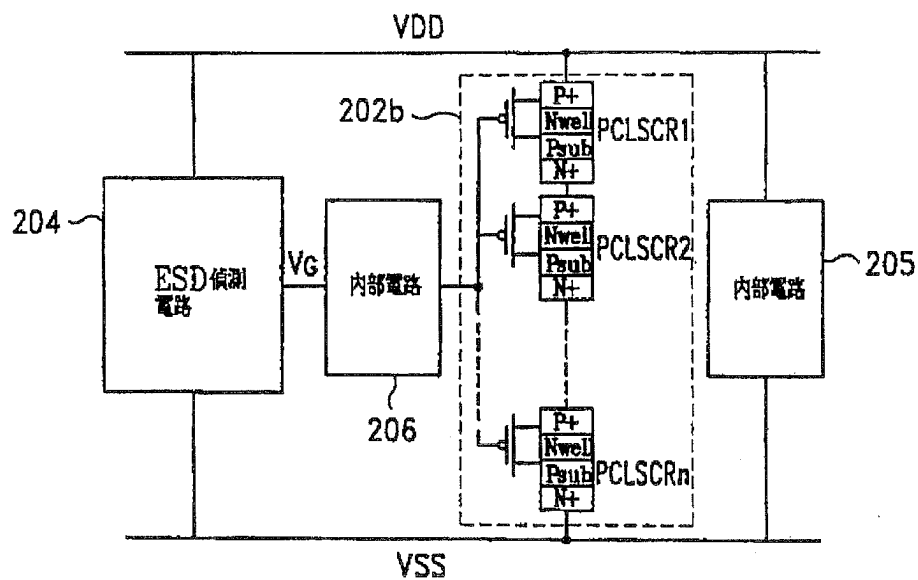 VDD
202b
P+
Nwell
Psub
N+
PCLSCR1
204
ESD偵測
電路
VG
內部電路
206
P+
Nwell
Psub
N+
PCLSCR2
內部電路
205
P+
Nwell
Psub
N+
PCLSCRn
VSS